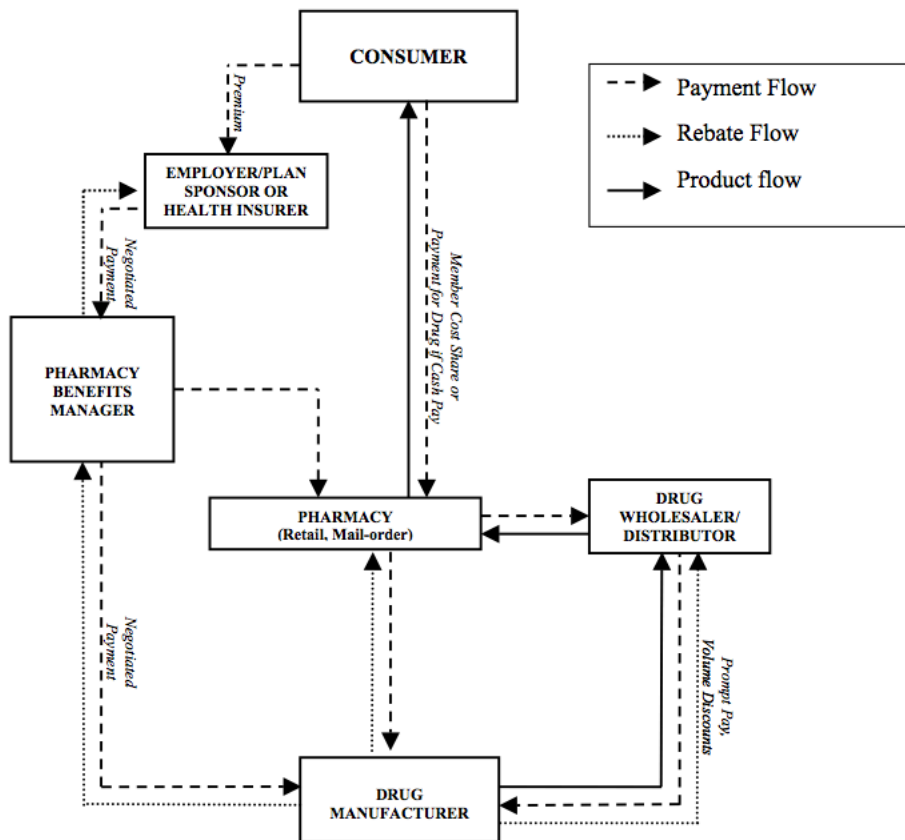 CONSUMER
Payment Flow
Rebate Flow
Product flow
Premium
EMPLOYER/PLAN
SPONSOR OR
HEALTH INSURER
Negotiated
Payment
Member Cost Share or
Payment for Drug if Cash Pay
PHARMACY
BENEFITS
MANAGER
PHARMACY
(Retail, Mail-order)
DRUG
WHOLESALER/
DISTRIBUTOR
Negotiated
Payment
Prompt Pay,
Volume Discounts
DRUG
MANUFACTURER